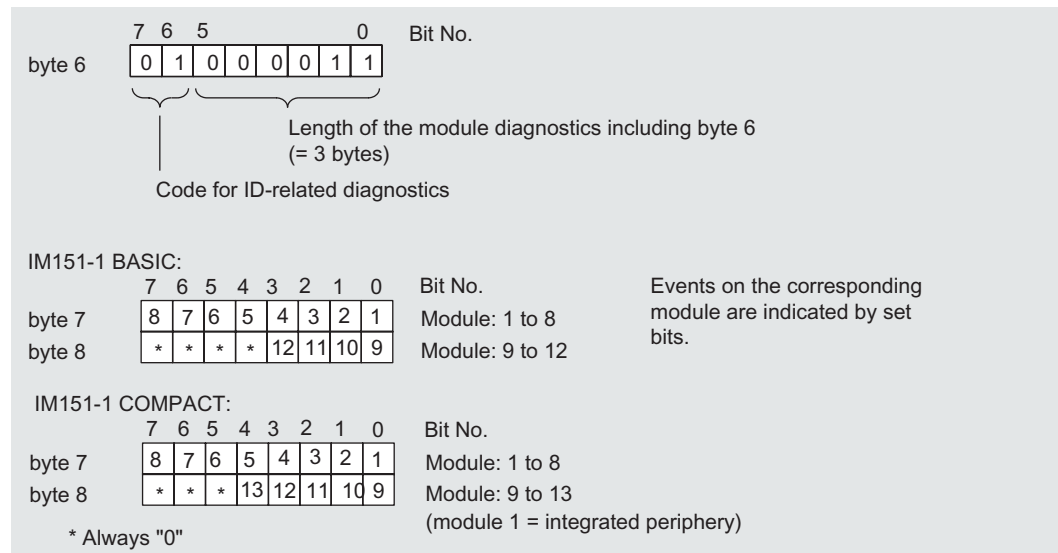 7 6 5 0 Bit No.
byte 6 0 1 0 0 0 0 1 1
Length of the module diagnostics including byte 6
(= 3 bytes)
Code for ID-related diagnostics
IM151-1 BASIC:
7 6 5 4 3 2 1 0 Bit No.
byte 7 8 7 6 5 4 3 2 1 Module: 1 to 8
byte 8 * * * * 12 11 10 9 Module: 9 to 12
Events on the corresponding
module are indicated by set
bits.
IM151-1 COMPACT:
7 6 5 4 3 2 1 0 Bit No.
byte 7 8 7 6 5 4 3 2 1 Module: 1 to 8
byte 8 * * * 13 12 11 10 9 Module: 9 to 13
(module 1 = integrated periphery)
* Always "0"